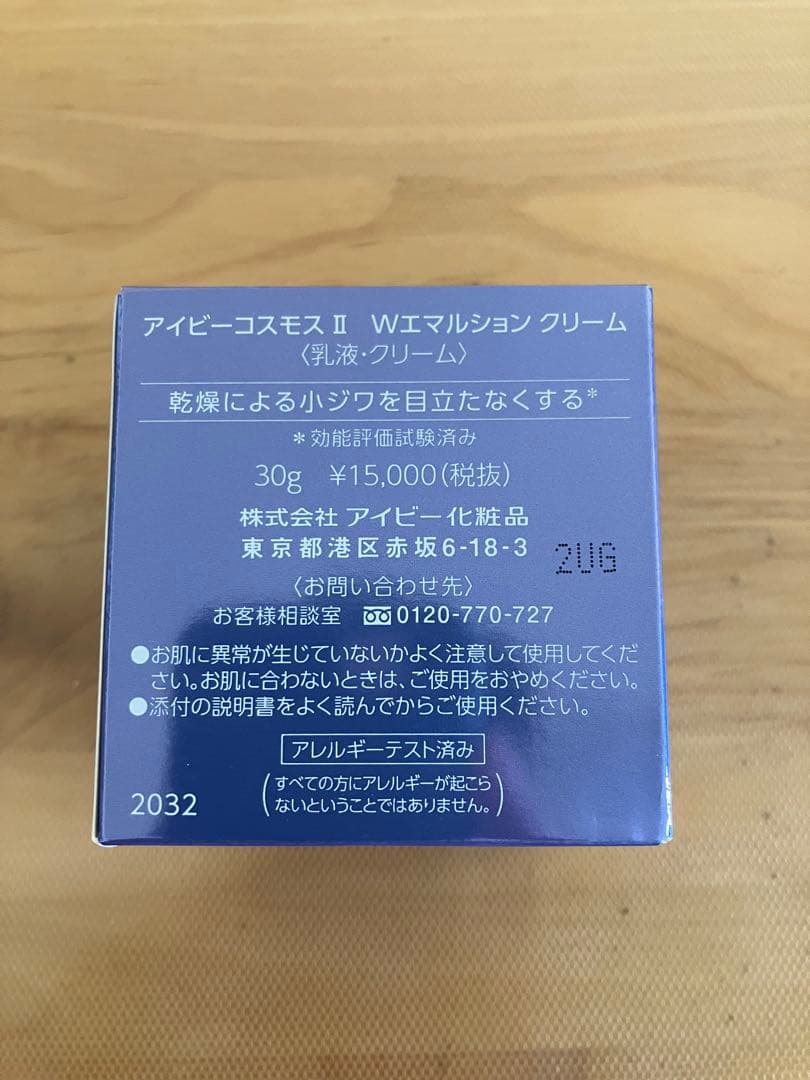 アイビーコスモス II　Wエマルション クリーム
〈乳液・クリーム〉
乾燥による小ジワを目立たなくする*
*効能評価試験済み
30g　¥15,000(税抜)
株式会社 アイビー化粧品
東京都港区赤坂6-18-3
2UG
〈お問い合わせ先〉
お客様相談室　0120-770-727
●お肌に異常が生じていないかよく注意して使用してくだ
さい。お肌に合わないときは、ご使用をおやめください。
●添付の説明書をよく読んでからご使用ください。
アレルギーテスト済み
(すべての方にアレルギーが起こら
ないということではありません。)
2032